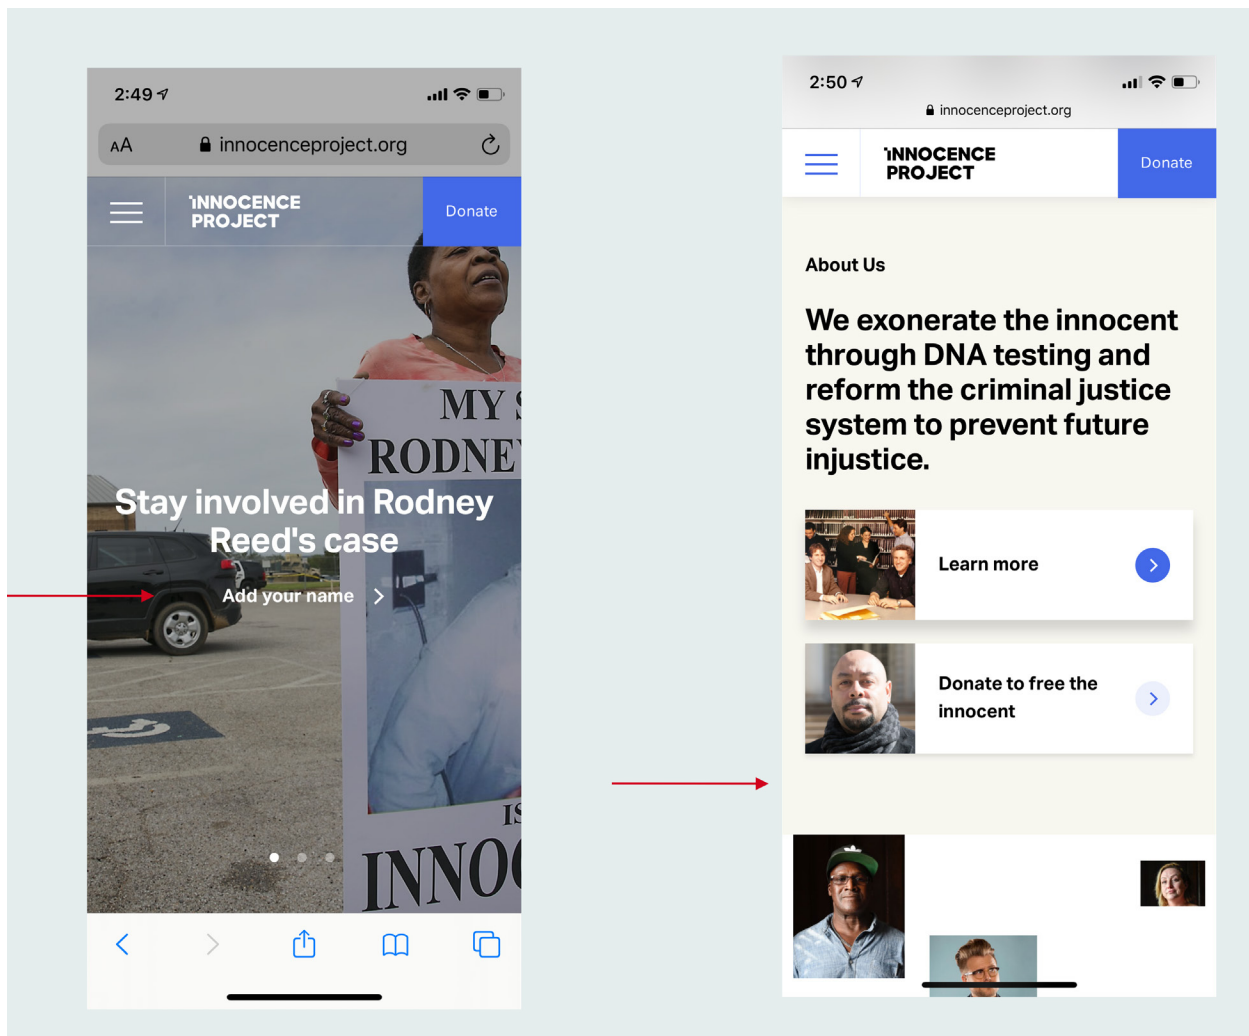 2:49
AA innocenceproject.org
INNOCENCE
PROJECT
Donate
MY
RODNE
Stay involved in Rodney
Reed's case
Add your name
IS
INNO
2:50
innocenceproject.org
INNOCENCE
PROJECT
Donate
About Us
We exonerate the innocent
through DNA testing and
reform the criminal justice
system to prevent future
injustice.
Learn more
Donate to free the
innocent